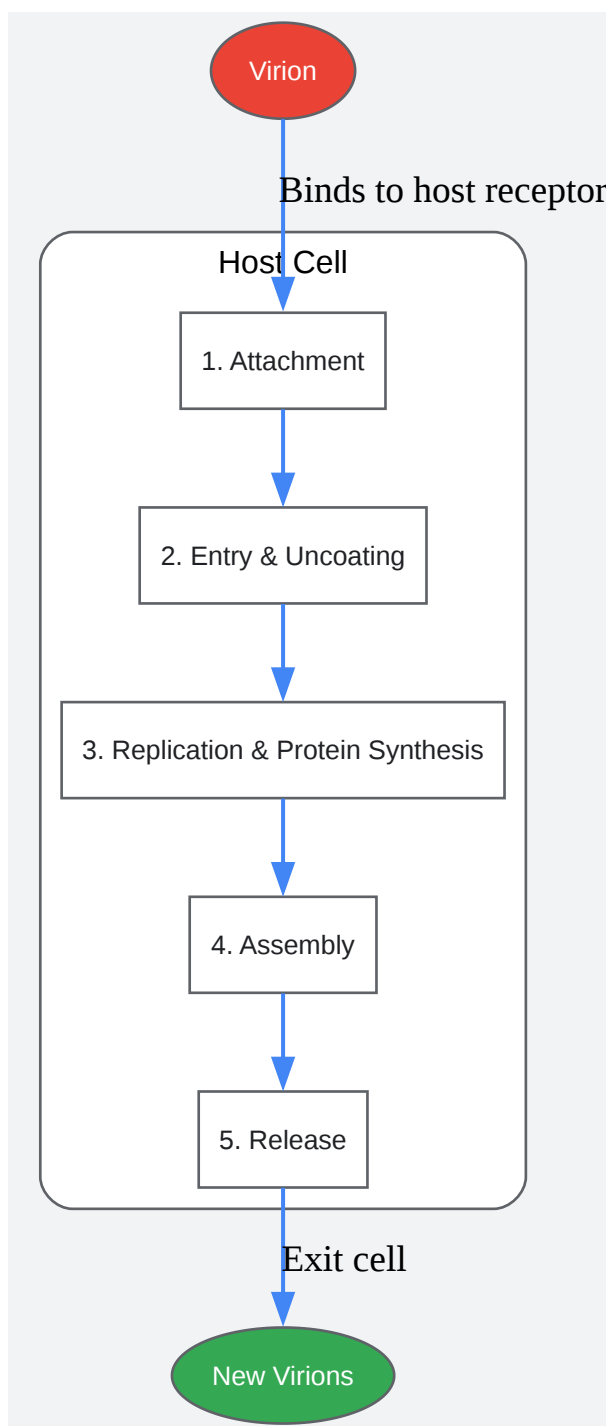 Virion
Binds to host receptor
Host Cell
1. Attachment
2. Entry & Uncoating
3. Replication & Protein Synthesis
4. Assembly
5. Release
Exit cell
New Virions